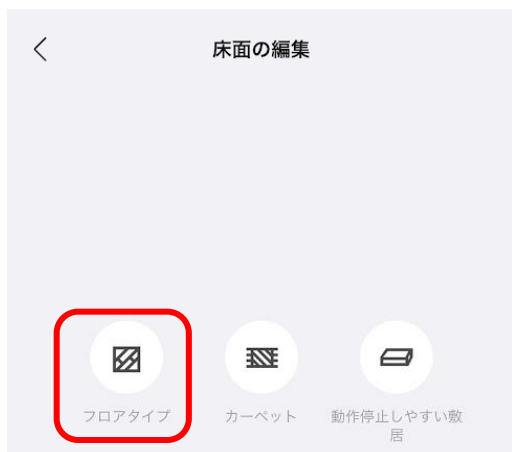 床面の編集
フロアタイプ
カーペット
動作停止しやすい敷
居